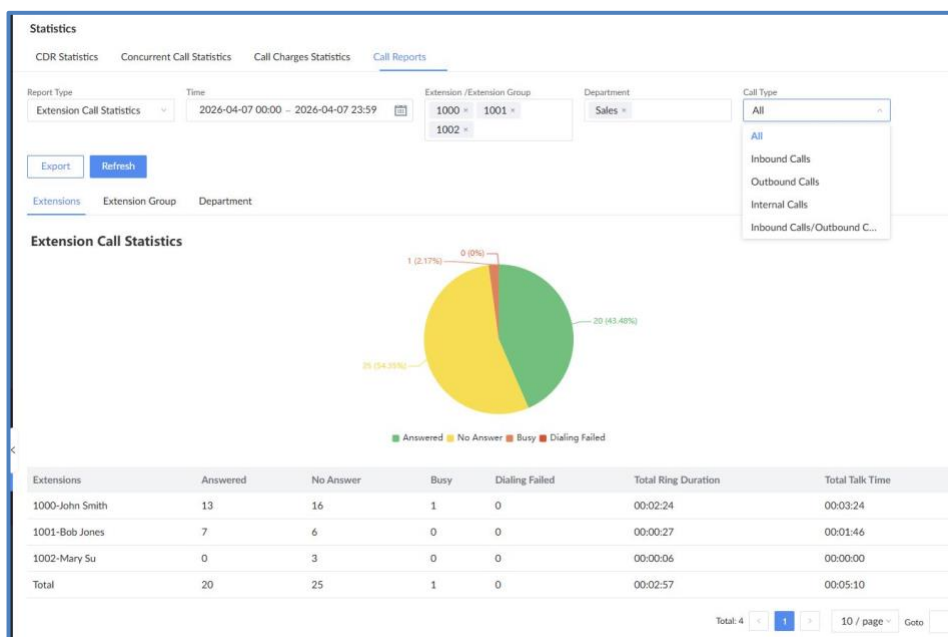 Statistics
CDR Statistics Concurrent Call Statistics Call Charges Statistics Call Reports
Report Type Time Extension /Extension Group Department Call Type
Extension Call Statistics 2026-04-07 00:00 – 2026-04-07 23:59 1000 × 1001 × Sales × All
1002 ×
All
Inbound Calls
Outbound Calls
Internal Calls
Inbound Calls/Outbound C...
Export Refresh
Extensions Extension Group Department
Extension Call Statistics
0 (0%)
1 (2.17%)
20 (43.48%)
25 (54.35%)
Answered No Answer Busy Dialing Failed
Extensions Answered No Answer Busy Dialing Failed Total Ring Duration Total Talk Time
1000-John Smith 13 16 1 0 00:02:24 00:03:24
1001-Bob Jones 7 6 0 0 00:00:27 00:01:46
1002-Mary Su 0 3 0 0 00:00:06 00:00:00
Total 20 25 1 0 00:02:57 00:05:10
Total: 4 < 1 > 10 / page Goto